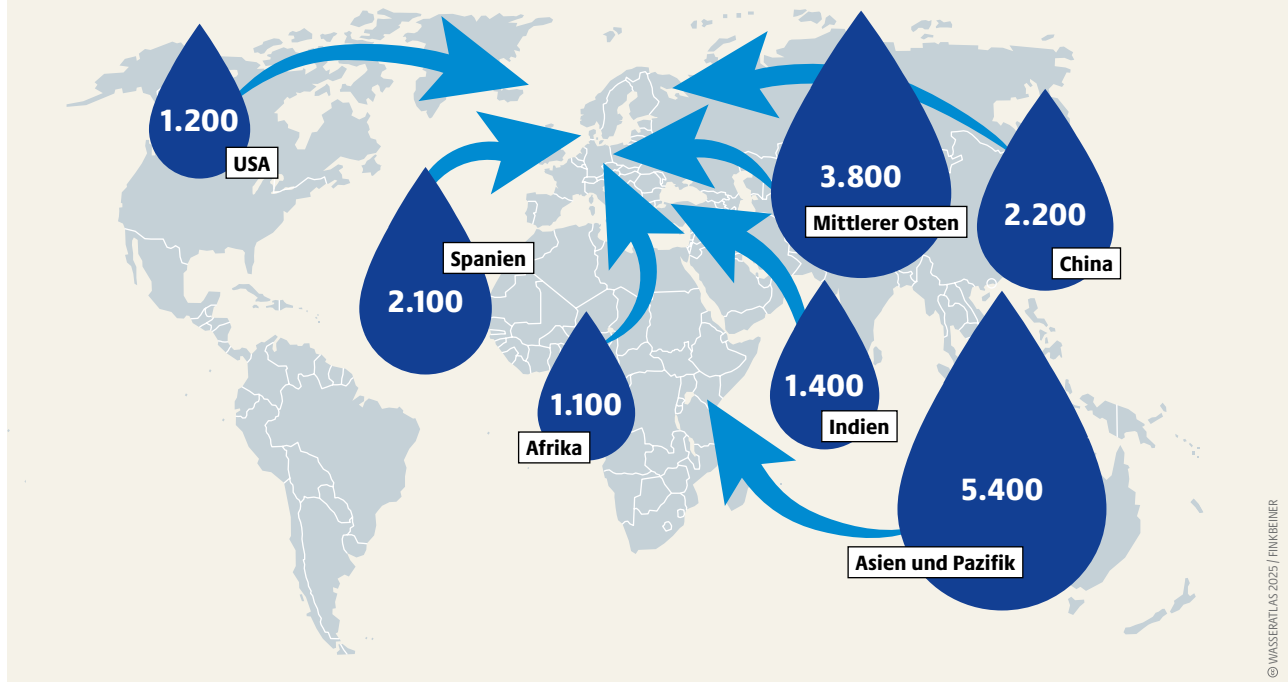 1.200
USA
2.100
Spanien
1.100
Afrika
3.800
Mittlerer Osten
2.200
China
1.400
Indien
5.400
Asien und Pazifik
© WASSERATLAS 2025 / FINKBEINER